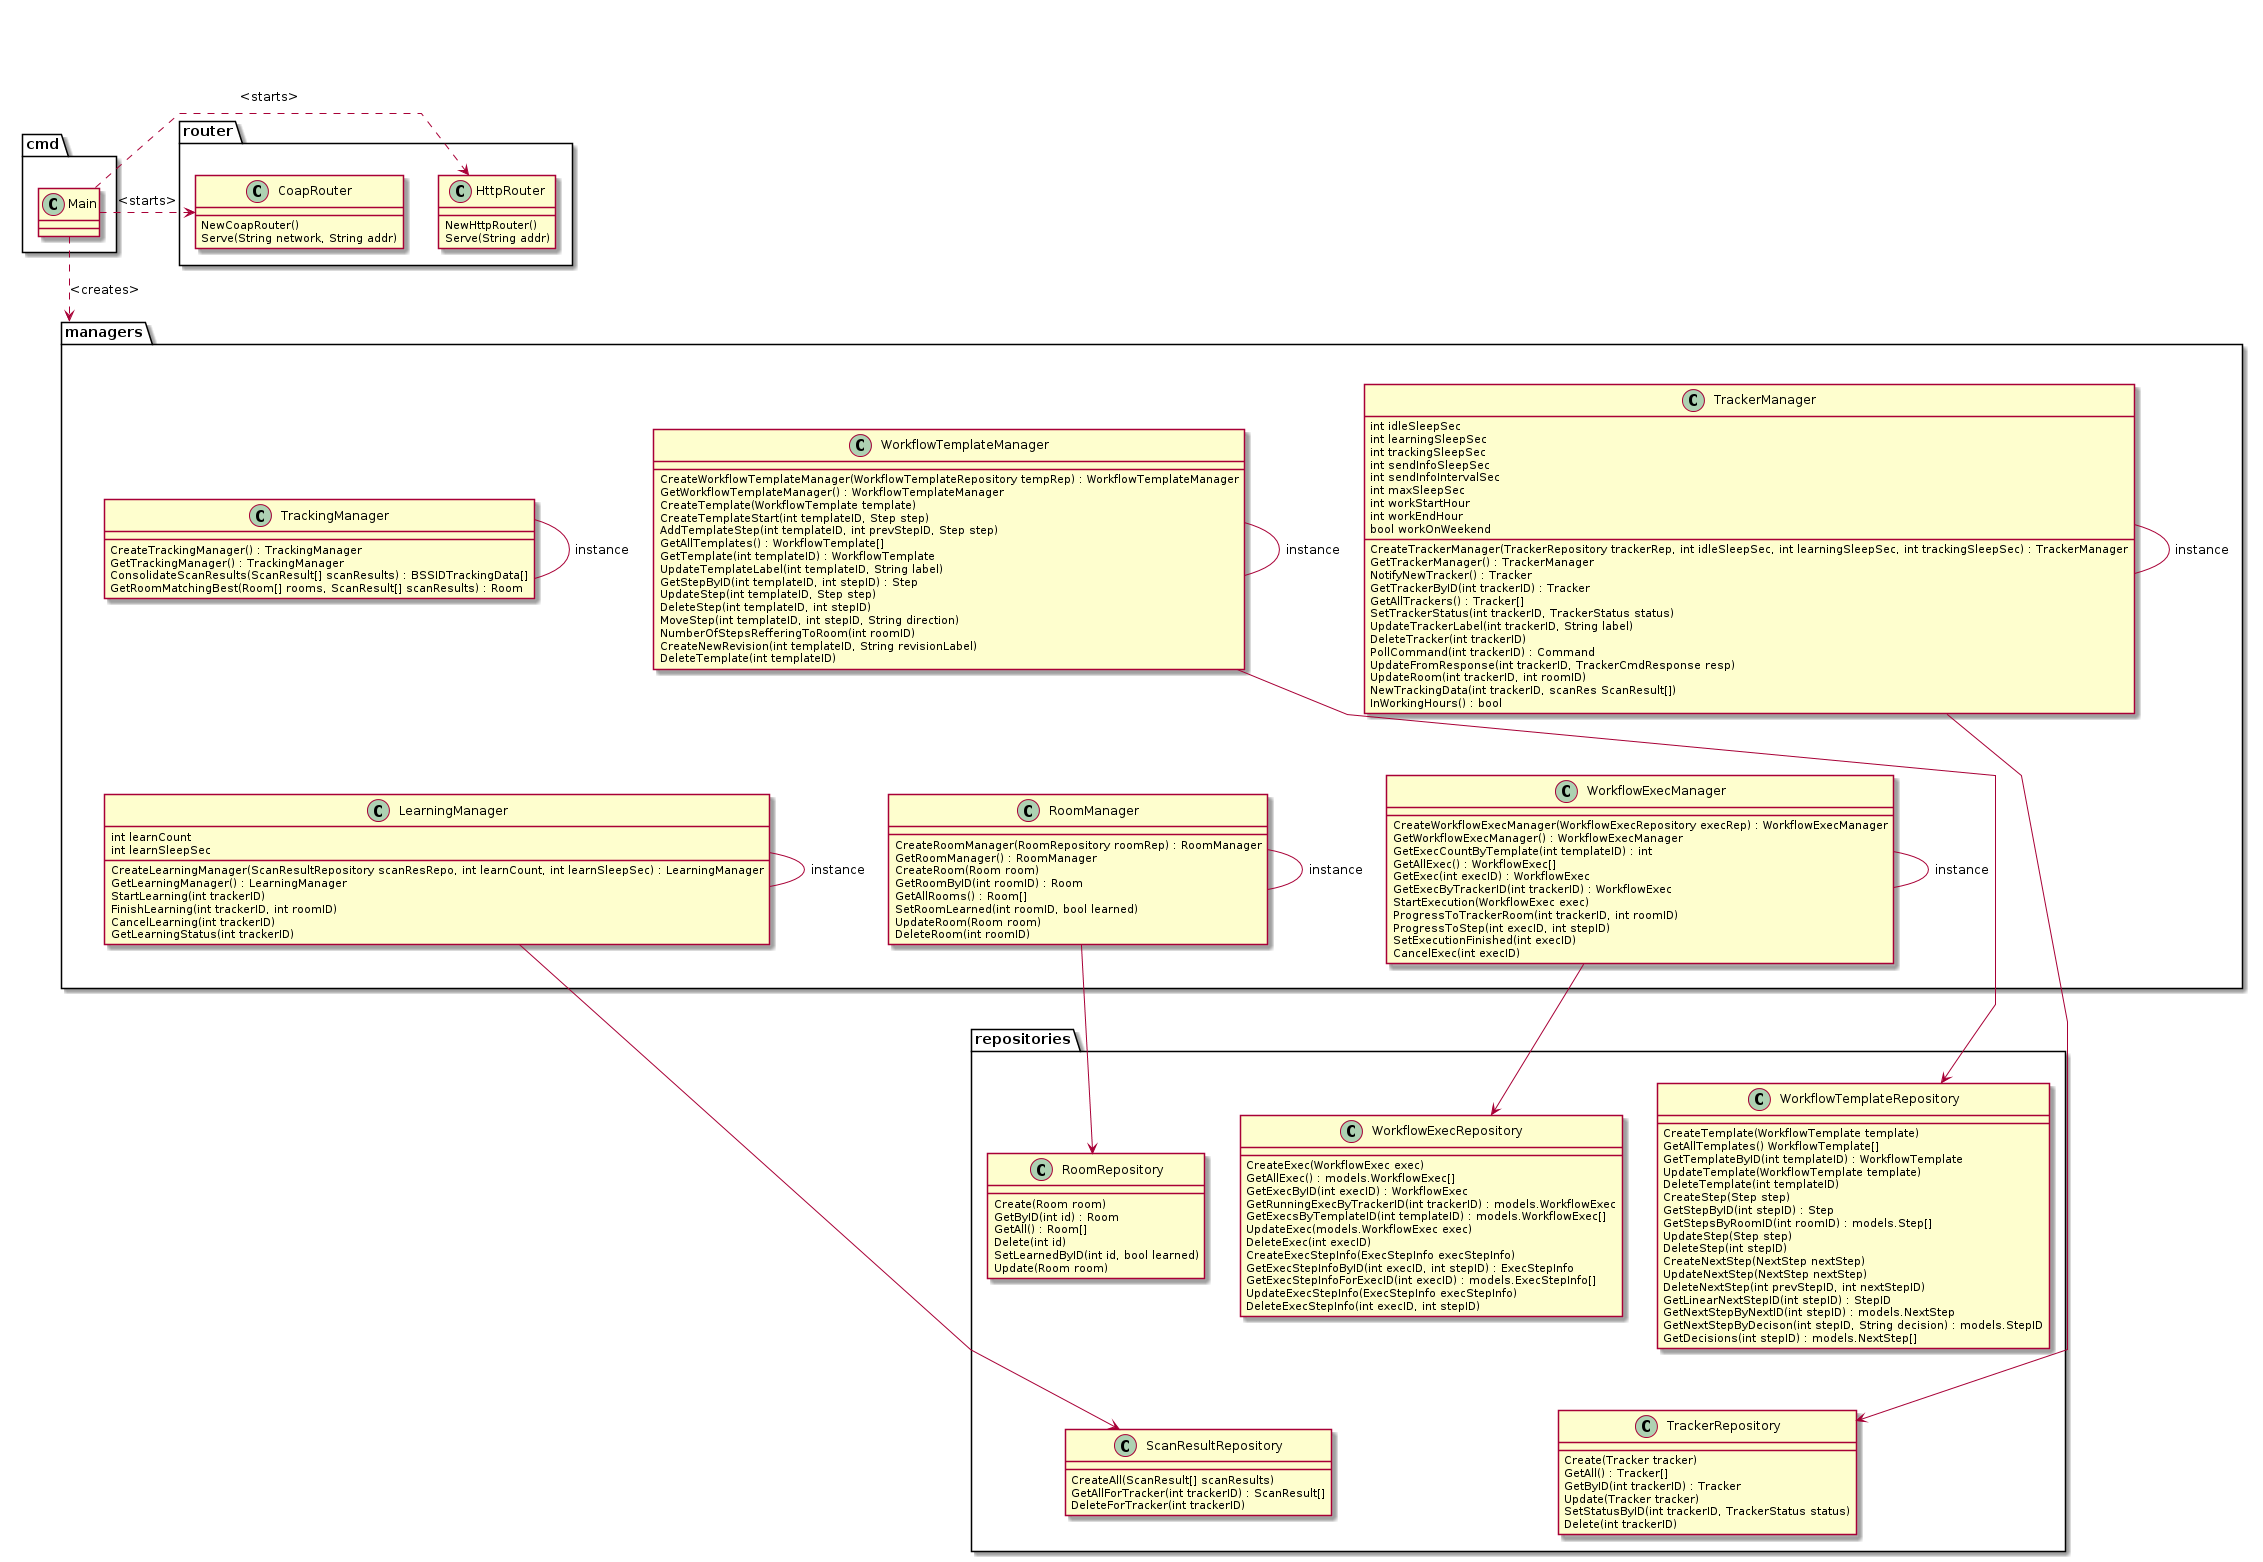 <starts>
router
cmd
CoapRouter
HttpRouter
Main
<starts>
NewCoapRouter()
Serve(String network, String addr)
NewHttpRouter()
Serve(String addr)
<creates>
managers
TrackerManager
int idleSleepSec
int learningSleepSec
int trackingSleepSec
int sendInfoSleepSec
int sendInfoIntervalSec
int maxSleepSec
int workStartHour
int workEndHour
bool workOnWeekend
CreateTrackerManager(TrackerRepository trackerRep, int idleSleepSec, int learningSleepSec, int trackingSleepSec) : TrackerManager
GetTrackerManager() : TrackerManager
NotifyNewTracker() : Tracker
GetTrackerByID(int trackerID) : Tracker
GetAllTrackers() : Tracker[]
SetTrackerStatus(int trackerID, TrackerStatus status)
UpdateTrackerLabel(int trackerID, String label)
DeleteTracker(int trackerID)
PollCommand(int trackerID) : Command
UpdateFromResponse(int trackerID, TrackerCmdResponse resp)
UpdateRoom(int trackerID, int roomID)
NewTrackingData(int trackerID, scanRes ScanResult[])
InWorkingHours() : bool
instance
WorkflowTemplateManager
CreateWorkflowTemplateManager(WorkflowTemplateRepository tempRep) : WorkflowTemplateManager
GetWorkflowTemplateManager() : WorkflowTemplateManager
CreateTemplate(WorkflowTemplate template)
CreateTemplateStart(int templateID, Step step)
AddTemplateStep(int templateID, int prevStepID, Step step)
GetAllTemplates() : WorkflowTemplate[]
GetTemplate(int templateID) : WorkflowTemplate
UpdateTemplateLabel(int templateID, String label)
GetStepByID(int templateID, int stepID) : Step
UpdateStep(int templateID, Step step)
DeleteStep(int templateID, int stepID)
MoveStep(int templateID, int stepID, String direction)
NumberOfStepsRefferingToRoom(int roomID)
CreateNewRevision(int templateID, String revisionLabel)
DeleteTemplate(int templateID)
instance
TrackingManager
CreateTrackingManager() : TrackingManager
GetTrackingManager() : TrackingManager
ConsolidateScanResults(ScanResult[] scanResults) : BSSIDTrackingData[]
GetRoomMatchingBest(Room[] rooms, ScanResult[] scanResults) : Room
instance
LearningManager
int learnCount
int learnSleepSec
CreateLearningManager(ScanResultRepository scanResRepo, int learnCount, int learnSleepSec) : LearningManager
GetLearningManager() : LearningManager
StartLearning(int trackerID)
FinishLearning(int trackerID, int roomID)
CancelLearning(int trackerID)
GetLearningStatus(int trackerID)
instance
RoomManager
CreateRoomManager(RoomRepository roomRep) : RoomManager
GetRoomManager() : RoomManager
CreateRoom(Room room)
GetRoomByID(int roomID) : Room
GetAllRooms() : Room[]
SetRoomLearned(int roomID, bool learned)
UpdateRoom(Room room)
DeleteRoom(int roomID)
instance
WorkflowExecManager
CreateWorkflowExecManager(WorkflowExecRepository execRep) : WorkflowExecManager
GetWorkflowExecManager() : WorkflowExecManager
GetExecCountByTemplate(int templateID) : int
GetAllExec() : WorkflowExec[]
GetExec(int execID) : WorkflowExec
GetExecByTrackerID(int trackerID) : WorkflowExec
StartExecution(WorkflowExec exec)
ProgressToTrackerRoom(int trackerID, int roomID)
ProgressToStep(int execID, int stepID)
SetExecutionFinished(int execID)
CancelExec(int execID)
instance
repositories
RoomRepository
Create(Room room)
GetByID(int id) : Room
GetAll() : Room[]
Delete(int id)
SetLearnedByID(int id, bool learned)
Update(Room room)
WorkflowExecRepository
CreateExec(WorkflowExec exec)
GetAllExec() : models.WorkflowExec[]
GetExecByID(int execID) : WorkflowExec
GetRunningExecByTrackerID(int trackerID) : models.WorkflowExec
GetExecsByTemplateID(int templateID) : models.WorkflowExec[]
UpdateExec(models.WorkflowExec exec)
DeleteExec(int execID)
CreateExecStepInfo(ExecStepInfo execStepInfo)
GetExecStepInfoByID(int execID, int stepID) : ExecStepInfo
GetExecStepInfoForExecID(int execID) : models.ExecStepInfo[]
UpdateExecStepInfo(ExecStepInfo execStepInfo)
DeleteExecStepInfo(int execID, int stepID)
WorkflowTemplateRepository
CreateTemplate(WorkflowTemplate template)
GetAllTemplates() WorkflowTemplate[]
GetTemplateByID(int templateID) : WorkflowTemplate
UpdateTemplate(WorkflowTemplate template)
DeleteTemplate(int templateID)
CreateStep(Step step)
GetStepByID(int stepID) : Step
GetStepsByRoomID(int roomID) : models.Step[]
UpdateStep(Step step)
DeleteStep(int stepID)
CreateNextStep(NextStep nextStep)
UpdateNextStep(NextStep nextStep)
DeleteNextStep(int prevStepID, int nextStepID)
GetLinearNextStepID(int stepID) : StepID
GetNextStepByNextID(int stepID) : models.NextStep
GetNextStepByDecison(int stepID, String decision) : models.StepID
GetDecisions(int stepID) : models.NextStep[]
ScanResultRepository
CreateAll(ScanResult[] scanResults)
GetAllForTracker(int trackerID) : ScanResult[]
DeleteForTracker(int trackerID)
TrackerRepository
Create(Tracker tracker)
GetAll() : Tracker[]
GetByID(int trackerID) : Tracker
Update(Tracker tracker)
SetStatusByID(int trackerID, TrackerStatus status)
Delete(int trackerID)